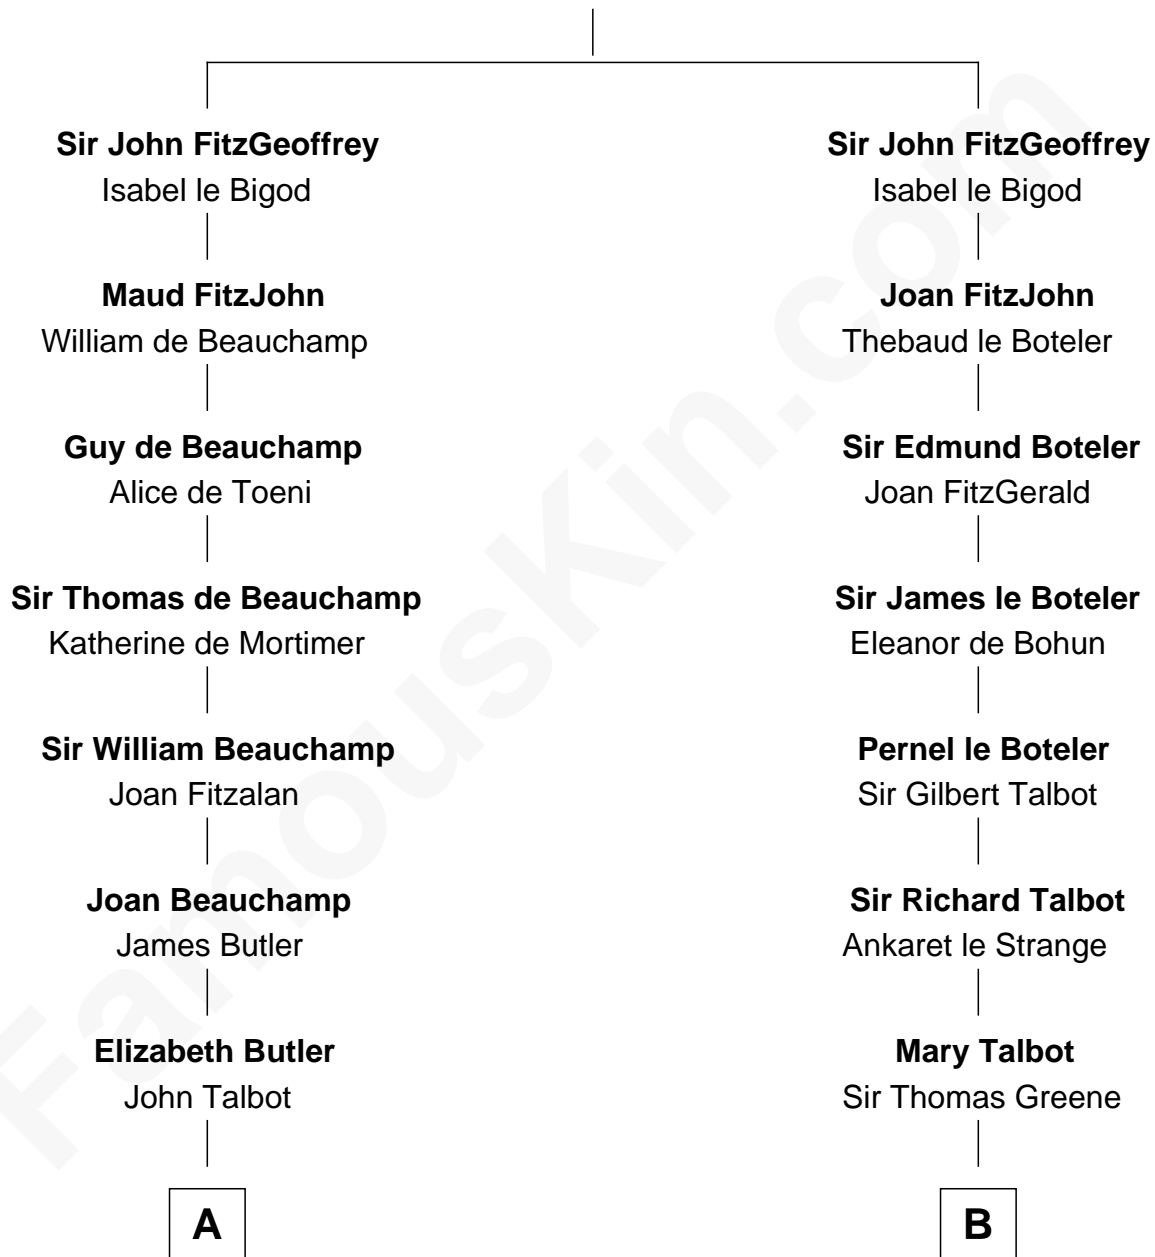 Sir John FitzGeoffrey
Isabel le Bigod
Maud FitzJohn
William de Beauchamp
Guy de Beauchamp
Alice de Toeni
Sir Thomas de Beauchamp
Katherine de Mortimer
Sir William Beauchamp
Joan Fitzalan
Joan Beauchamp
James Butler
Elizabeth Butler
John Talbot
A
Sir John FitzGeoffrey
Isabel le Bigod
Joan FitzJohn
Thebaud le Boteler
Sir Edmund Boteler
Joan FitzGerald
Sir James le Boteler
Eleanor de Bohun
Pernel le Boteler
Sir Gilbert Talbot
Sir Richard Talbot
Ankaret le Strange
Mary Talbot
Sir Thomas Greene
B
FamousKin.com